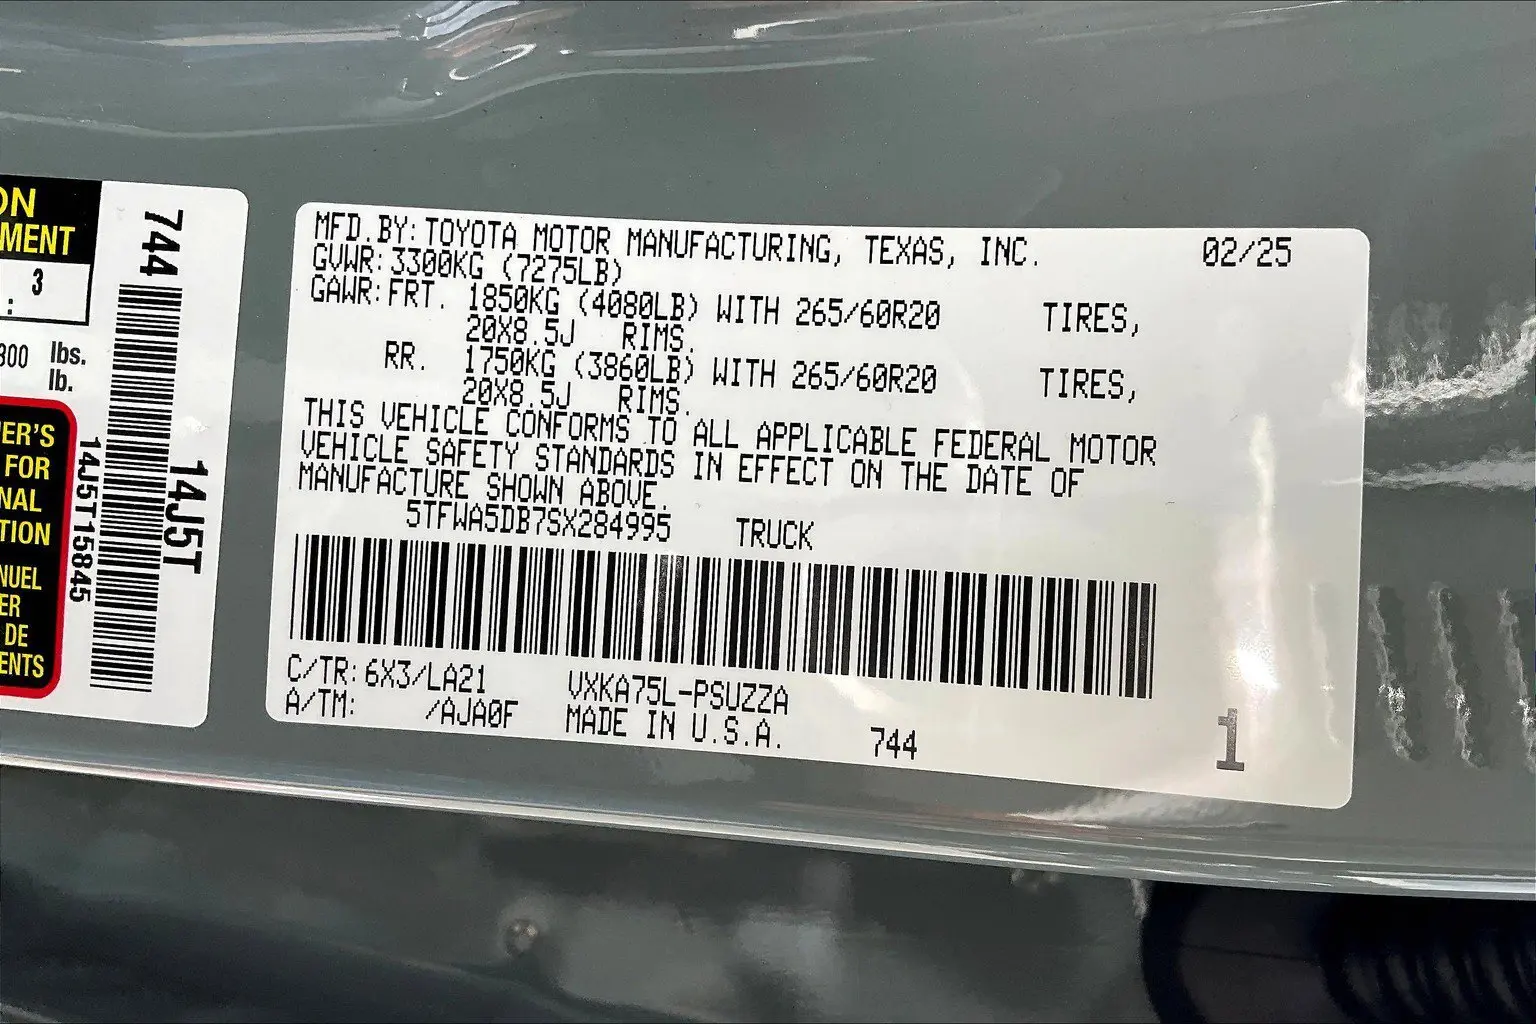 ON
MENT
3
:
300 lbs.
lb.
ER'S
FOR
NAL
TION
NUEL
ER
DE
ENTS
744
14J5T
14J5T15845
MFD.BY:TOYOTA MOTOR MANUFACTURING, TEXAS, INC. 02/25
GVWR:3300KG (7275LB)
GAWR:FRT. 1850KG (4080LB) WITH 265/60R20 TIRES,
20X8.5J RIMS.
RR. 1750KG (3860LB) WITH 265/60R20 TIRES,
20X8.5J RIMS.
THIS VEHICLE CONFORMS TO ALL APPLICABLE FEDERAL MOTOR
VEHICLE SAFETY STANDARDS IN EFFECT ON THE DATE OF
MANUFACTURE SHOWN ABOVE.
5TFWA5DB7SX284995 TRUCK
C/TR:6X3/LA21 VXKA75L-PSUZZA
A/TM: /AJA0F MADE IN U.S.A. 744
1